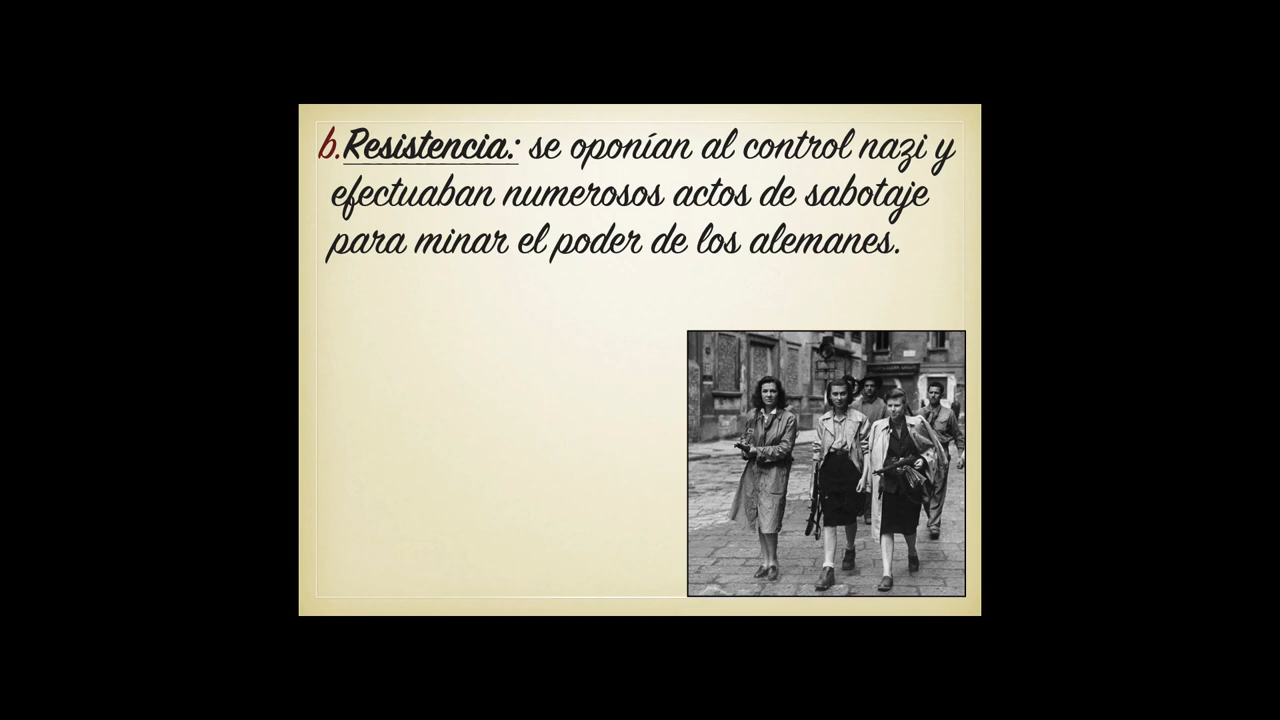 b.Resistencia: se oponían al control nazi y
efectuaban numerosos actos de sabotaje
para minar el poder de los alemanes.